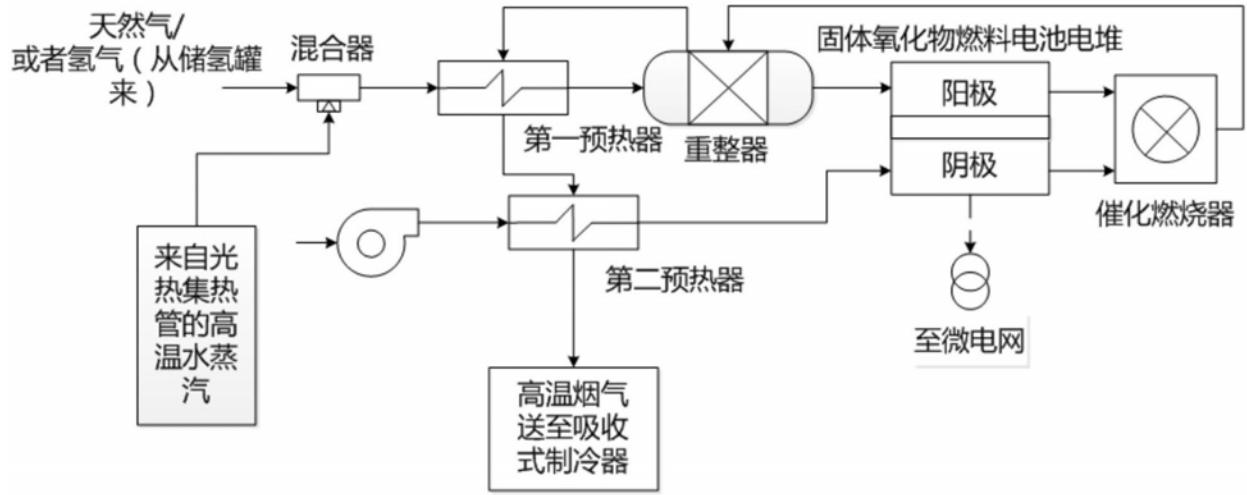 天然气/
或者氢气（从储氢罐
来）
混合器
第一预热器
重整器
固体氧化物燃料电池电堆
阳极
阴极
催化燃烧器
来自光
热集热
管的高
温水蒸
汽
第二预热器
至微电网
高温烟气
送至吸收
式制冷器